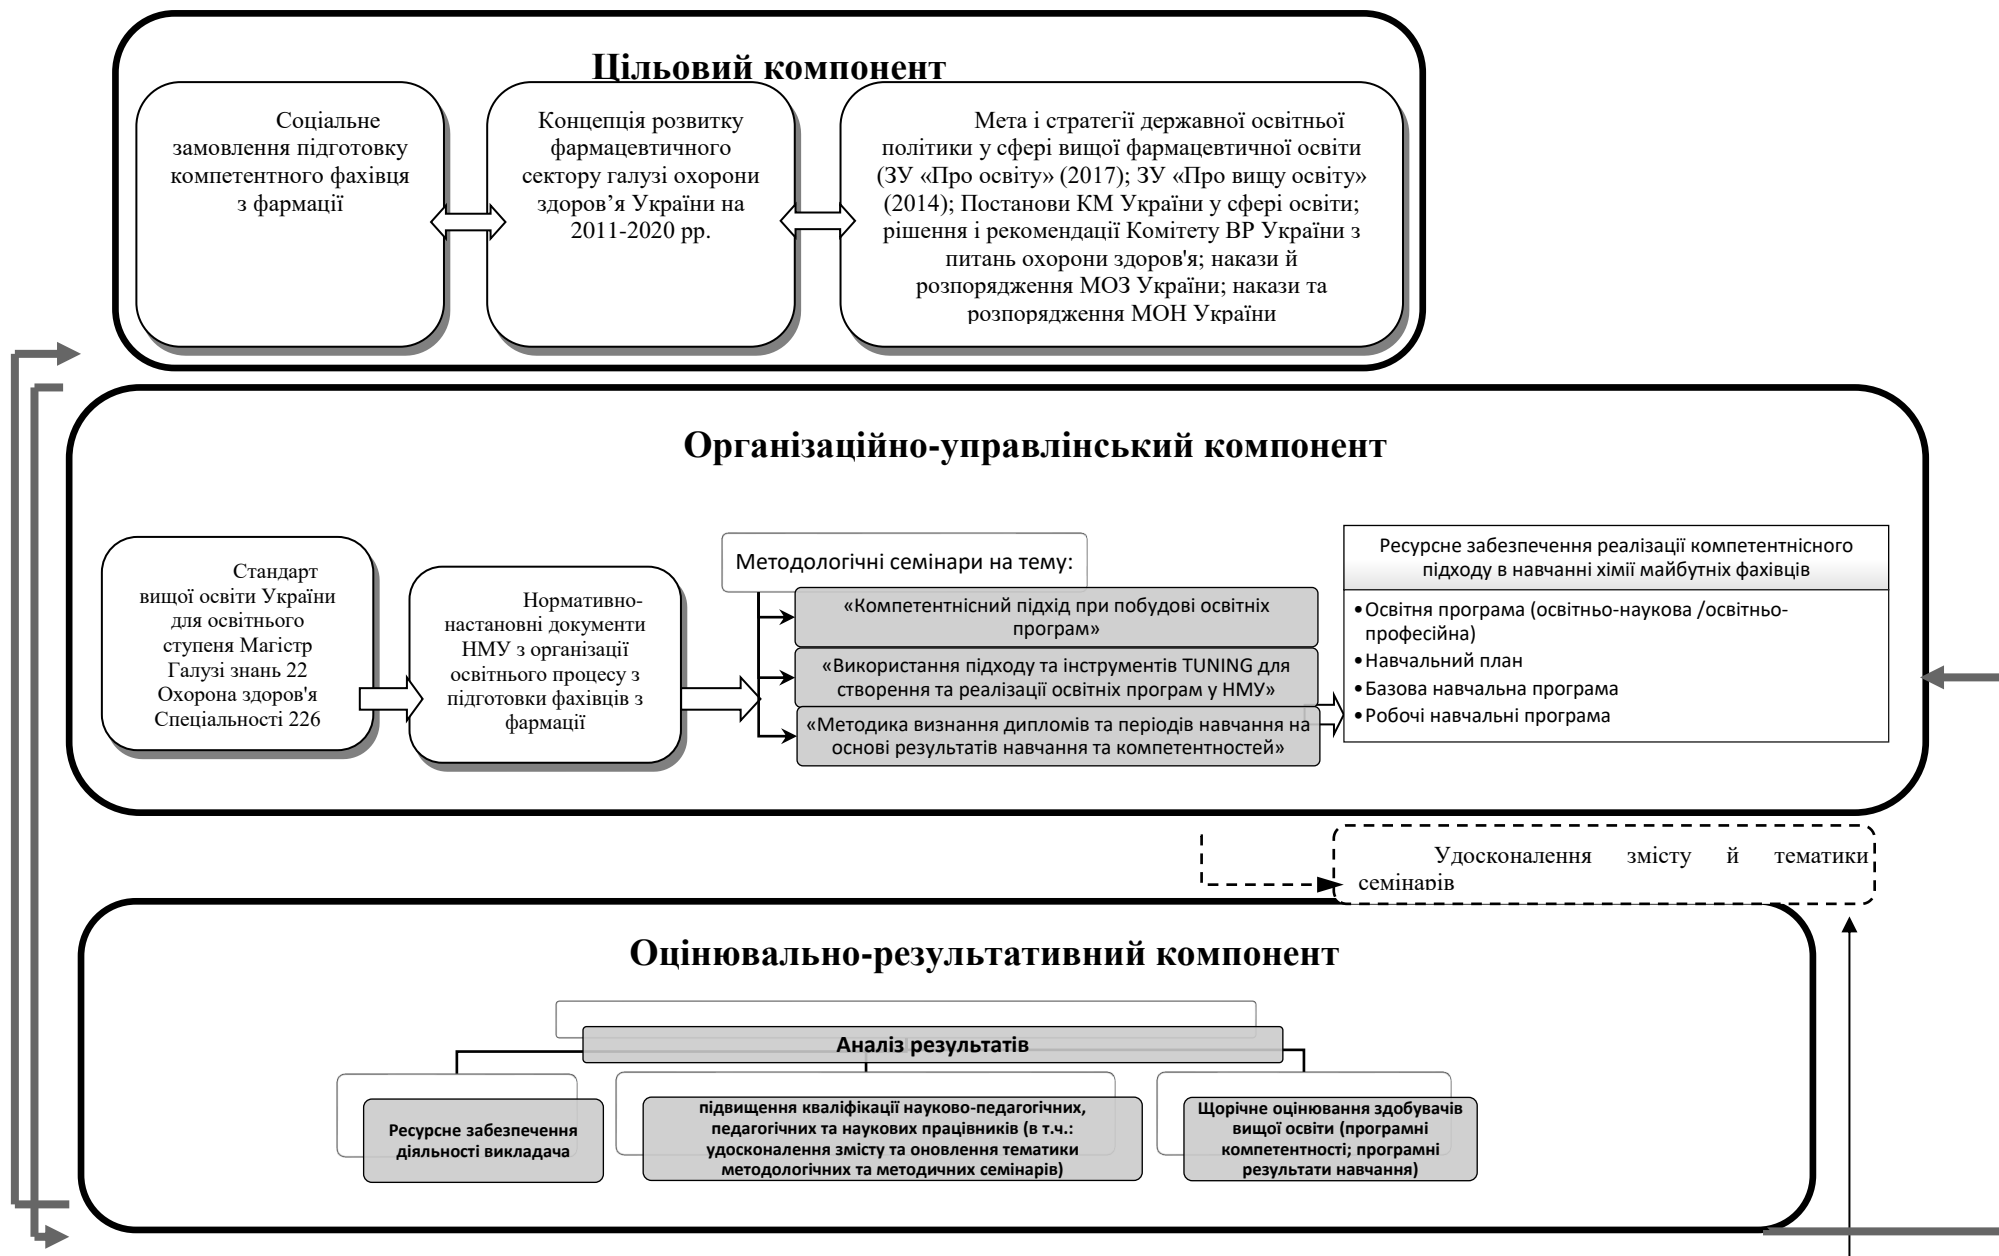 Цільовий компонент
Соціальне
замовлення підготовку
компетентного фахівця
з фармації
Концепція розвитку
фармацевтичного
сектору галузі охорони
здоров’я України на
2011-2020 рр.
Мета і стратегії державної освітньої
політики у сфері вищої фармацевтичної освіти
(ЗУ «Про освіту» (2017); ЗУ «Про вищу освіту»
(2014); Постанови КМ України у сфері освіти;
рішення і рекомендації Комітету ВР України з
питань охорони здоров'я; накази й
розпорядження МОЗ України; накази та
розпорядження МОН України
Організаційно-управлінський компонент
Стандарт
вищої освіти України
для освітнього
ступеня Магістр
Галузі знань 22
Охорона здоров'я
Спеціальності 226
Нормативно-
настановні документи
НМУ з організації
освітнього процесу з
підготовки фахівців з
фармації
Методологічні семінари на тему:
«Компетентнісний підхід при побудові освітніх
програм»
«Використання підходу та інструментів TUNING для
створення та реалізації освітніх програм у НМУ»
«Методика визнання дипломів та періодів навчання на
основі результатів навчання та компетентностей»
Ресурсне забезпечення реалізації компетентнісного
підходу в навчанні хімії майбутніх фахівців
•Освітня програма (освітньо-наукова /освітньо-
професійна)
•Навчальний план
•Базова навчальна програма
•Робочі навчальні програма
Удосконалення змісту й тематики
семінарів
Оцінювально-результативний компонент
Аналіз результатів
Ресурсне забезпечення
діяльності викладача
підвищення кваліфікації науково-педагогічних,
педагогічних та наукових працівників (в т.ч.:
удосконалення змісту та оновлення тематики
методологічних та методичних семінарів)
Щорічне оцінювання здобувачів
вищої освіти (програмні
компетентності; програмні
результати навчання)